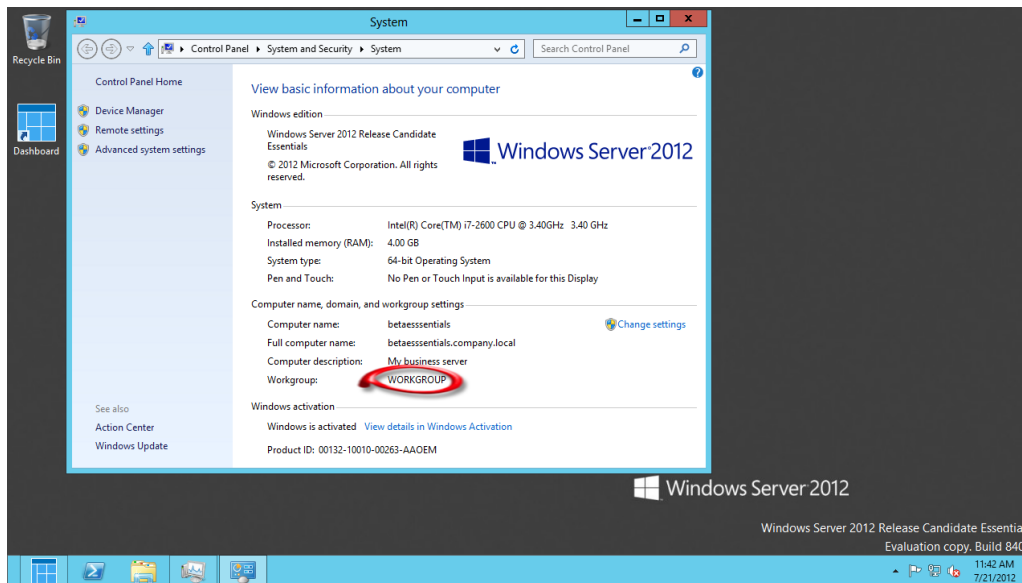 Recycle Bin
Dashboard
System
Control Panel System and Security System
Search Control Panel
Control Panel Home
Device Manager
Remote settings
Advanced system settings
See also
Action Center
Windows Update
View basic information about your computer
Windows edition
Windows Server 2012 Release Candidate
Essentials
© 2012 Microsoft Corporation. All rights
reserved.
Windows Server 2012
System
Processor: Intel(R) Core(TM) i7-2600 CPU @ 3.40GHz 3.40 GHz
Installed memory (RAM): 4.00 GB
System type: 64-bit Operating System
Pen and Touch: No Pen or Touch Input is available for this Display
Computer name, domain, and workgroup settings
Computer name: betaesssentials
Change settings
Full computer name: betaesssentials.company.local
Computer description: My business server
Workgroup: WORKGROUP
Windows activation
Windows is activated View details in Windows Activation
Product ID: 00132-10010-00263-AAOEM
Windows Server 2012
Windows Server 2012 Release Candidate Essentia
Evaluation copy. Build 840
11:42 AM
7/21/2012